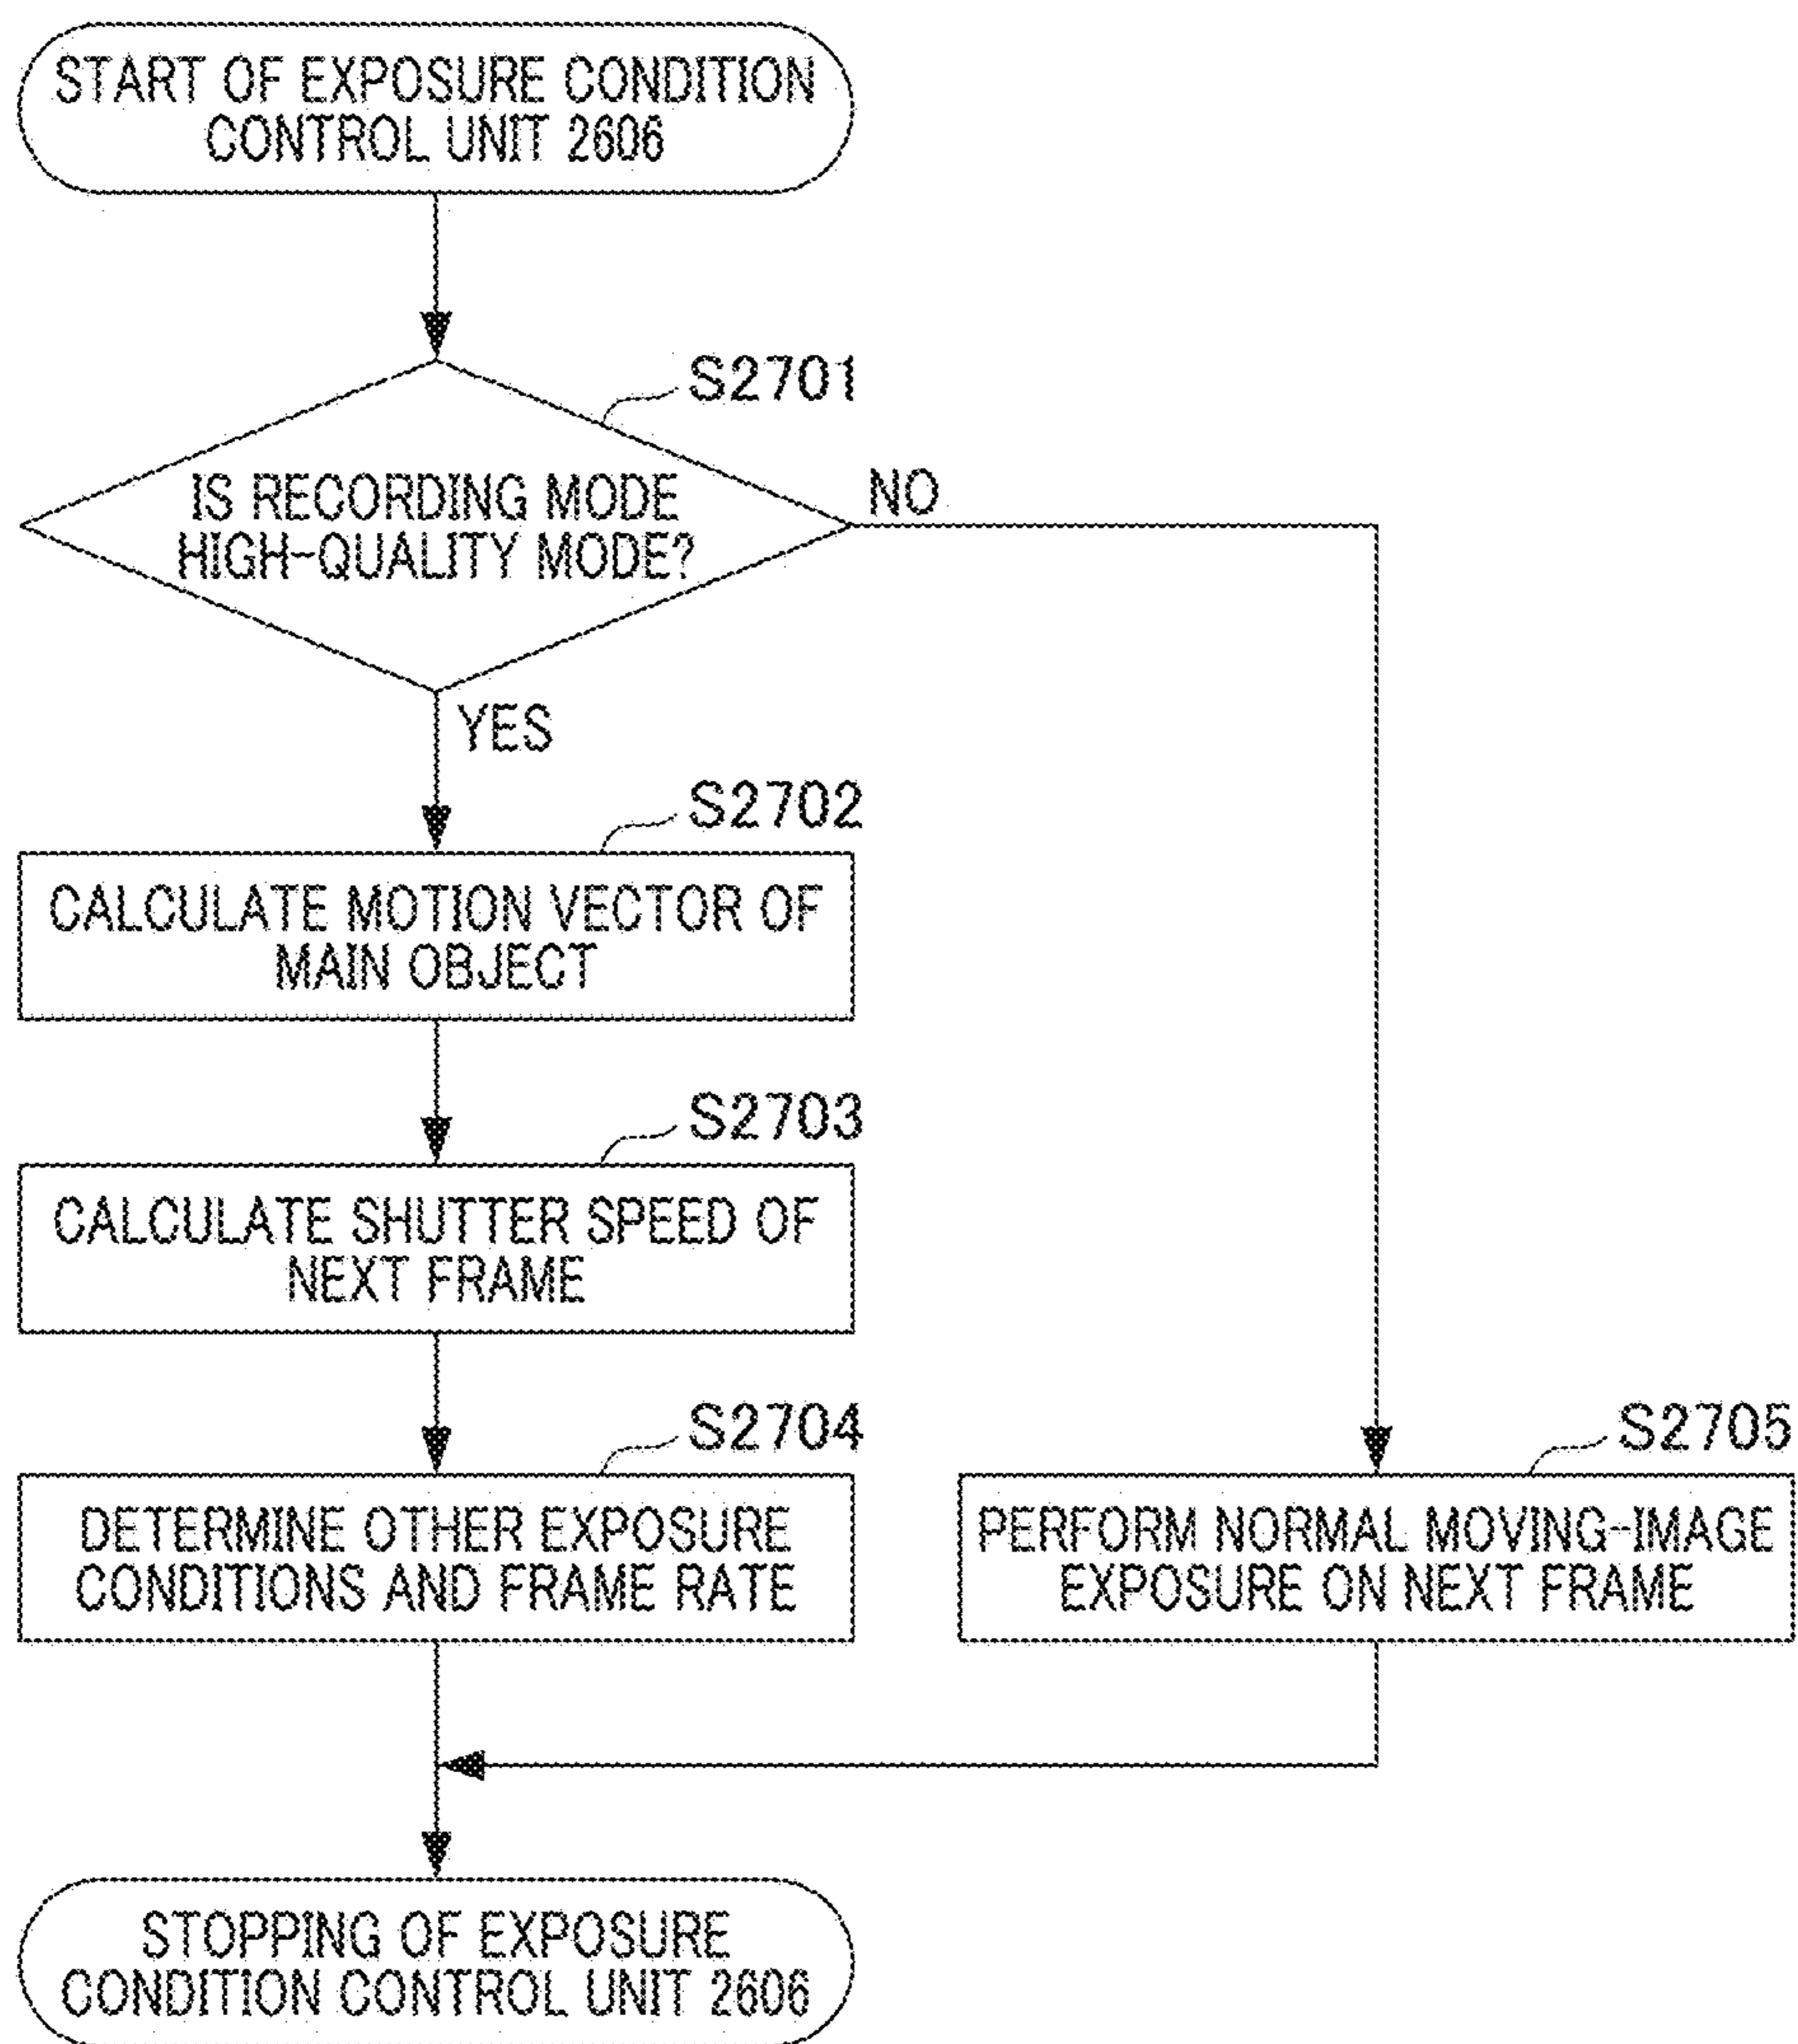 START OF EXPOSURE CONDITION
CONTROL UNIT 2606
S2701
IS RECORDING MODE
HIGH-QUALITY MODE?
NO
YES
S2702
CALCULATE MOTION VECTOR OF
MAIN OBJECT
S2703
CALCULATE SHUTTER SPEED OF
NEXT FRAME
S2704
DETERMINE OTHER EXPOSURE
CONDITIONS AND FRAME RATE
S2705
PERFORM NORMAL MOVING-IMAGE
EXPOSURE ON NEXT FRAME
STOPPING OF EXPOSURE
CONDITION CONTROL UNIT 2606